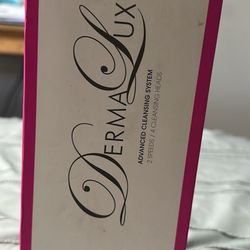 DERMALUX
ADVANCED CLEANSING SYSTEM
2 SPEEDS / 4 CLEANSING HEADS